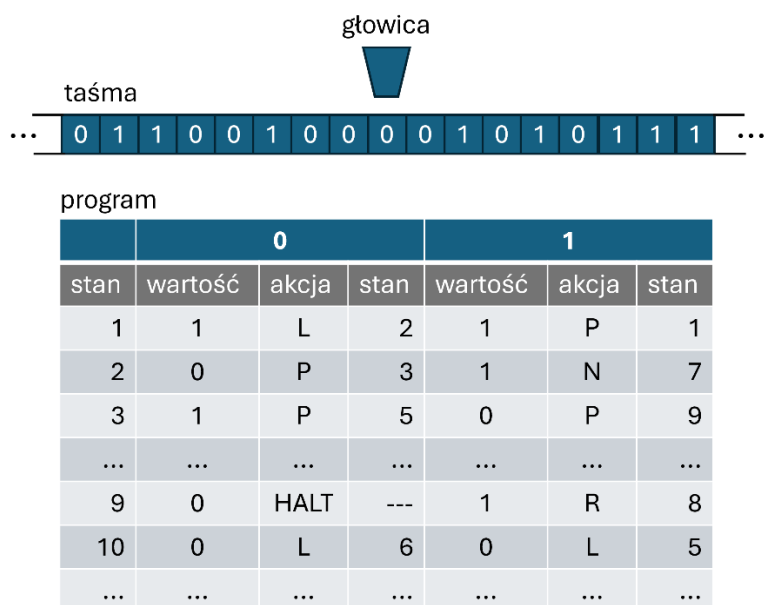 głowica
taśma
... 0 1 1 0 0 1 0 0 0 0 1 0 1 0 1 1 1 ...
program
0 1
stan wartość akcja stan wartość akcja stan
1 1 L 2 1 P 1
2 0 P 3 1 N 7
3 1 P 5 0 P 9
... ... ... ... ... ... ...
9 0 HALT --- 1 R 8
10 0 L 6 0 L 5
... ... ... ... ... ... ...